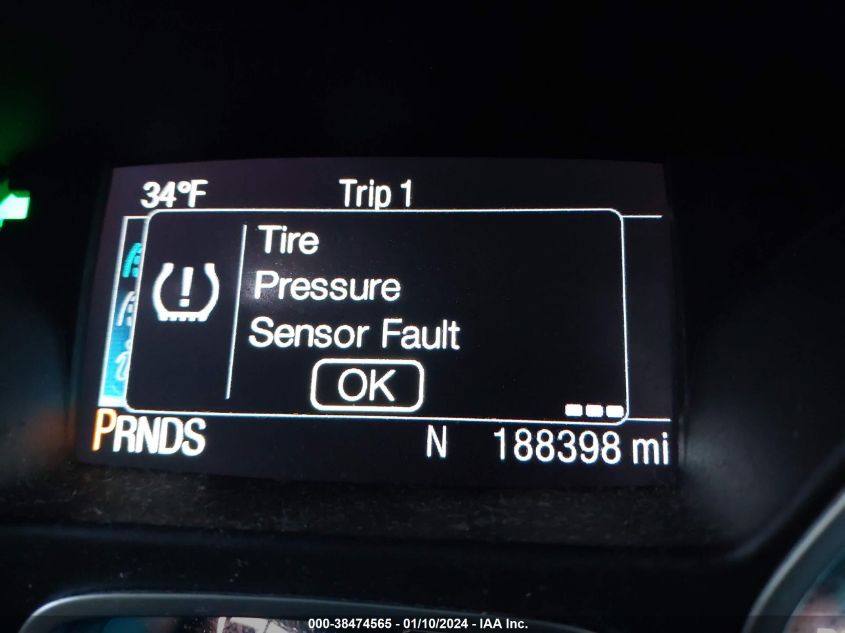 34°F Trip 1
Tire
Pressure
Sensor Fault
OK
PRNDS N 188398 mi
000-38474565 - 01/10/2024 - IAA Inc.